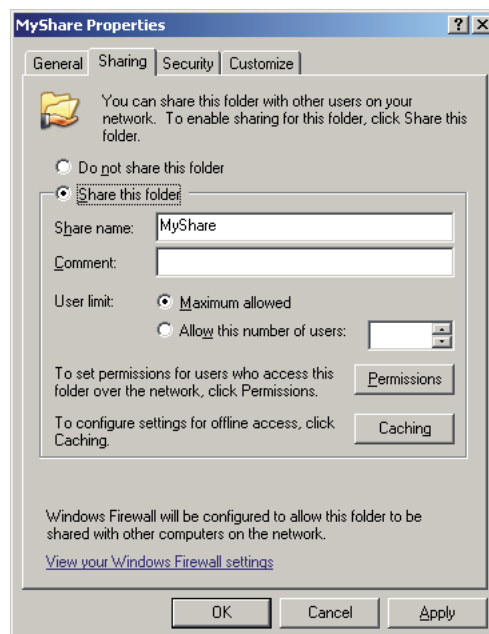 MyShare Properties
General Sharing Security Customize
You can share this folder with other users on your
network. To enable sharing for this folder, click Share this
folder.
Do not share this folder
Share this folder
Share name: MyShare
Comment:
User limit: Maximum allowed
Allow this number of users:
To set permissions for users who access this
folder over the network, click Permissions. Permissions
To configure settings for offline access, click
Caching. Caching
Windows Firewall will be configured to allow this folder to be
shared with other computers on the network.
View your Windows Firewall settings
OK Cancel Apply